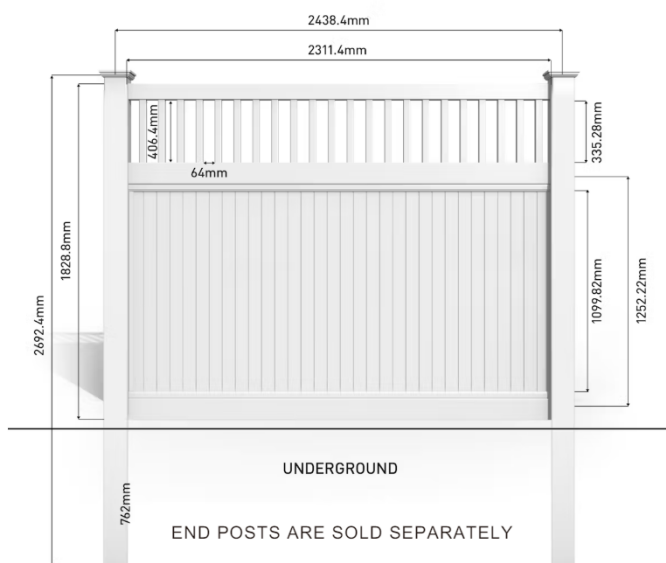 2438.4mm
2311.4mm
406.4mm
335.28mm
64mm
1828.8mm
2692.4mm
1099.82mm
1252.22mm
UNDERGROUND
762mm
END POSTS ARE SOLD SEPARATELY